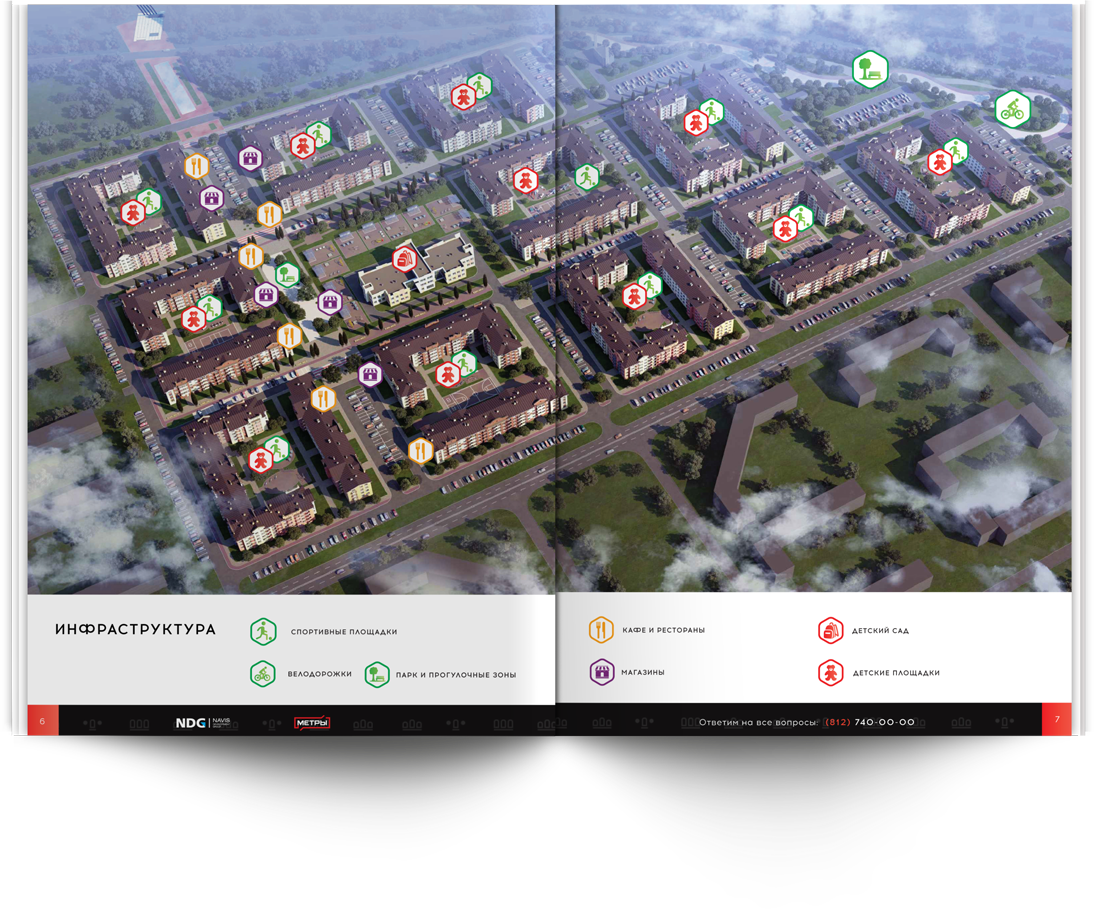 ИНФРАСТРУКТУРА
СПОРТИВНЫЕ ПЛОЩАДКИ
ВЕЛОДОРОЖКИ
ПАРК И ПРОГУЛОЧНЫЕ ЗОНЫ
КАФЕ И РЕСТОРАНЫ
МАГАЗИНЫ
ДЕТСКИЙ САД
ДЕТСКИЕ ПЛОЩАДКИ
6
NDG
NAVIS
МЕТРЫ
Ответим на все вопросы: (812) 740-00-00
7